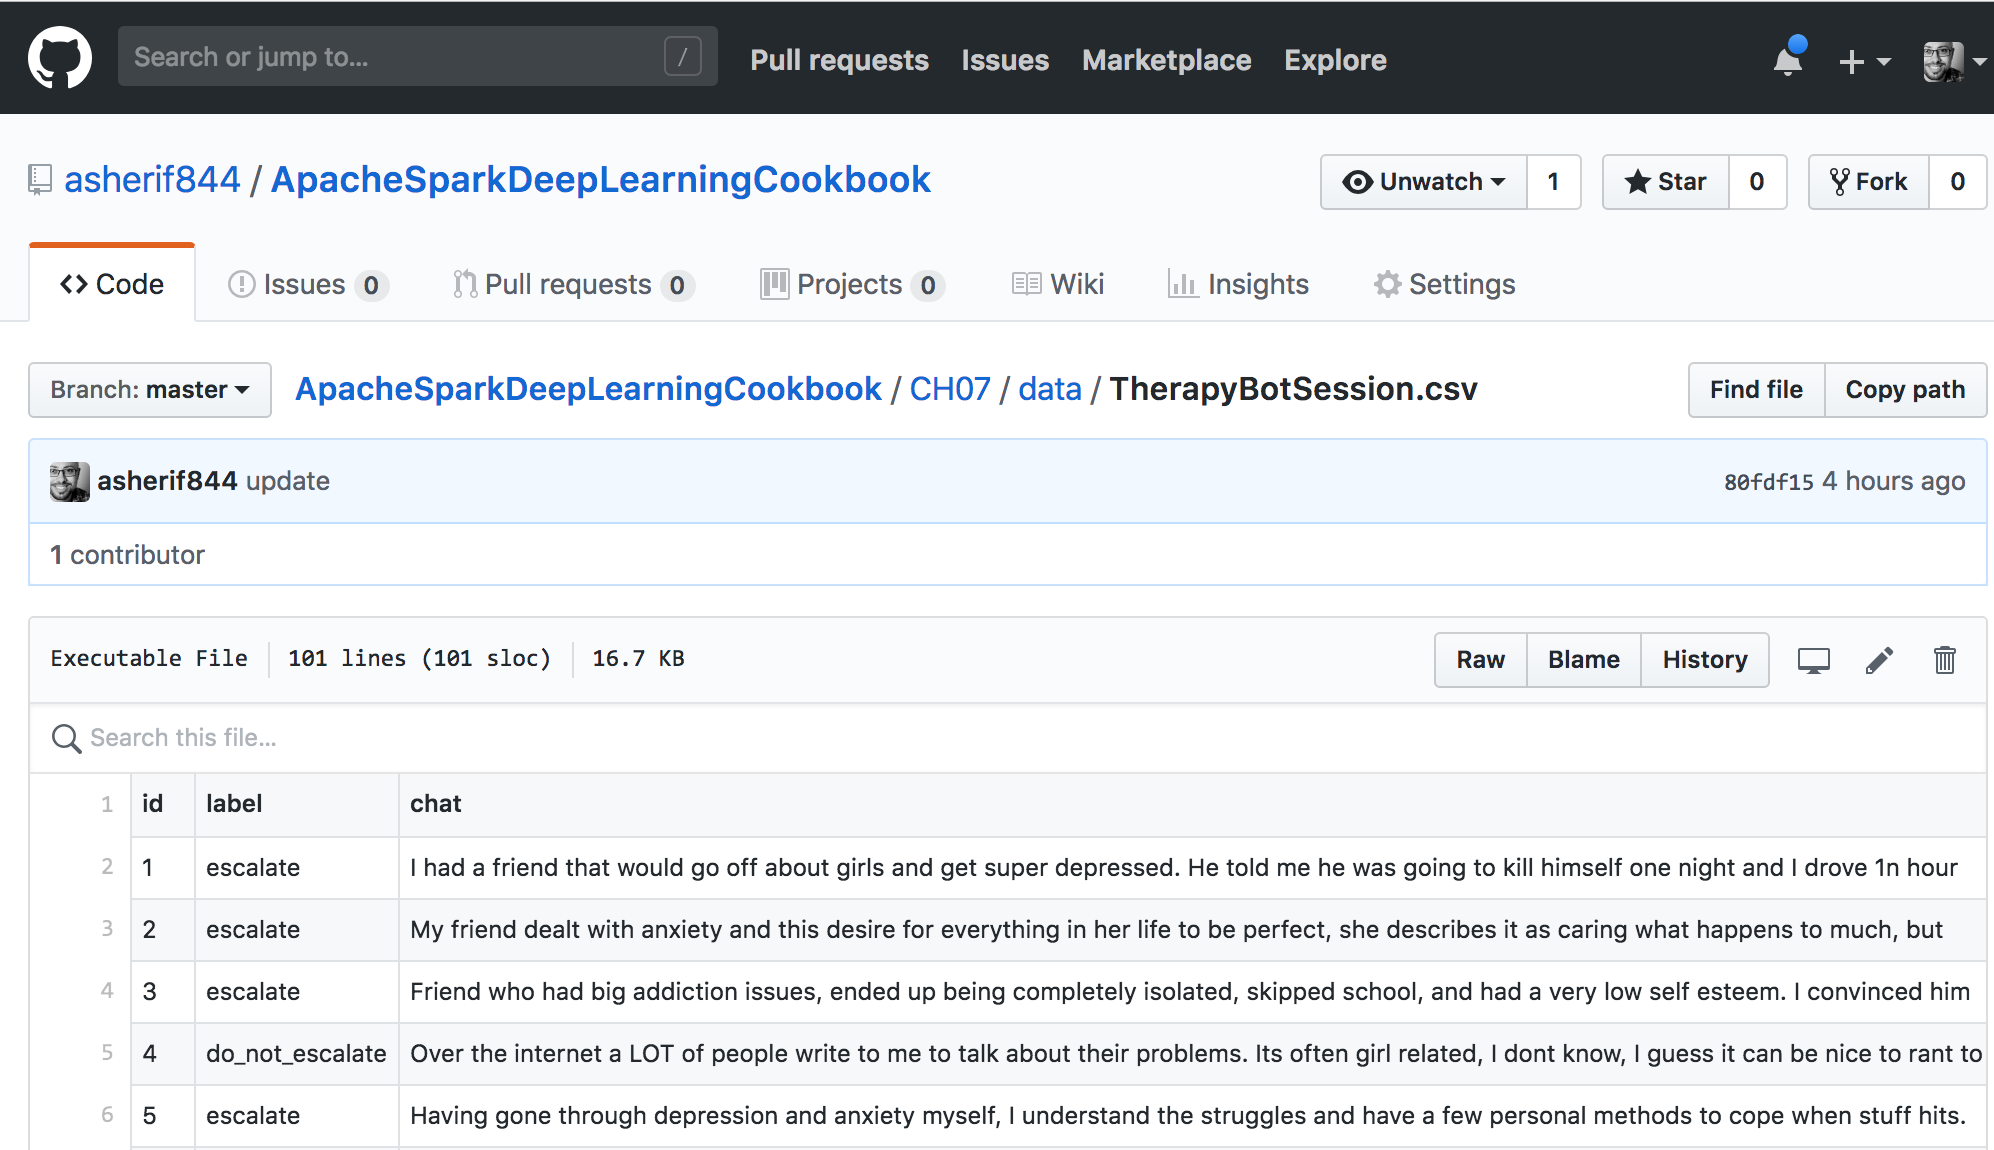 Search or jump to... /
Pull requests Issues Marketplace Explore
asherif844 / ApacheSparkDeepLearningCookbook
Unwatch 1 Star 0 Fork 0
Code Issues 0 Pull requests 0 Projects 0 Wiki Insights Settings
Branch: master ApacheSparkDeepLearningCookbook / CH07 / data / TherapyBotSession.csv Find file Copy path
asherif844 update 80fdf15 4 hours ago
1 contributor
Executable File 101 lines (101 sloc) 16.7 KB Raw Blame History
Search this file...
1 id label chat
2 1 escalate I had a friend that would go off about girls and get super depressed. He told me he was going to kill himself one night and I drove 1n hour
3 2 escalate My friend dealt with anxiety and this desire for everything in her life to be perfect, she describes it as caring what happens to much, but
4 3 escalate Friend who had big addiction issues, ended up being completely isolated, skipped school, and had a very low self esteem. I convinced him
5 4 do_not_escalate Over the internet a LOT of people write to me to talk about their problems. Its often girl related, I dont know, I guess it can be nice to rant to
6 5 escalate Having gone through depression and anxiety myself, I understand the struggles and have a few personal methods to cope when stuff hits.